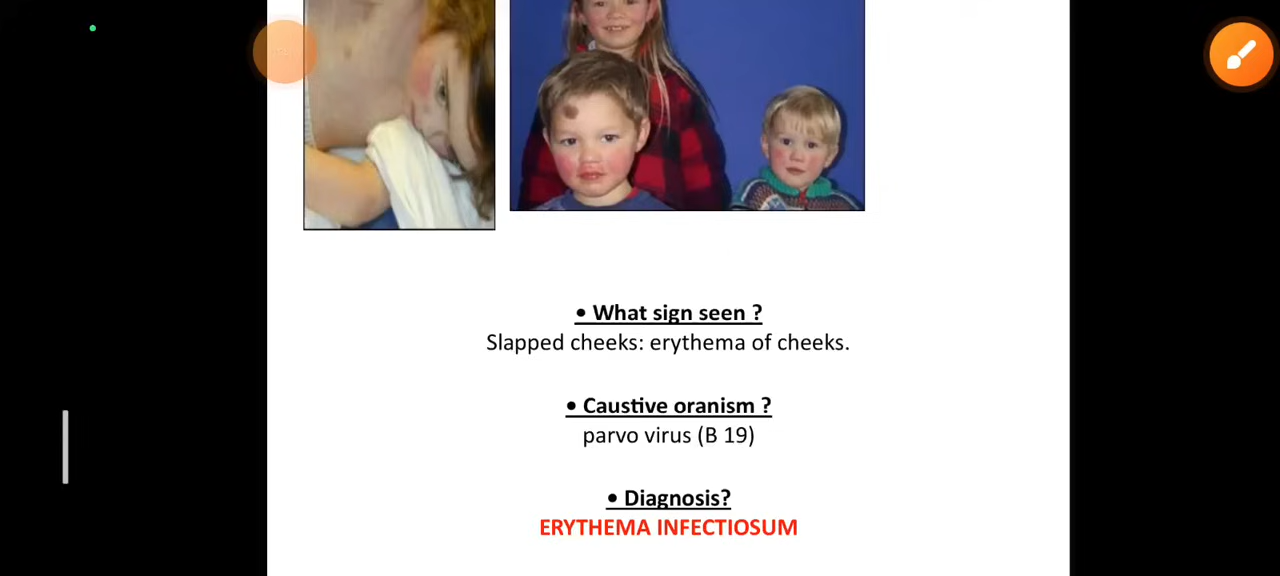 • What sign seen ?
Slapped cheeks: erythema of cheeks.
• Caustive oranism ?
parvo virus (B 19)
• Diagnosis?
ERYTHEMA INFECTIOSUM